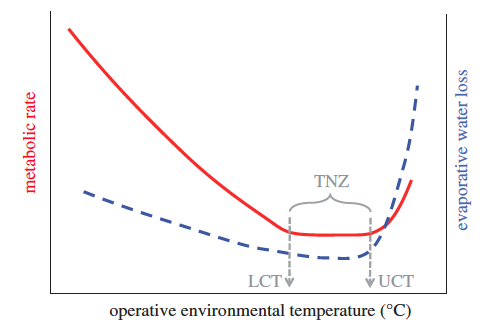 metabolic rate
TNZ
LCT
UCT
evaporative water loss
operative environmental temperature (°C)